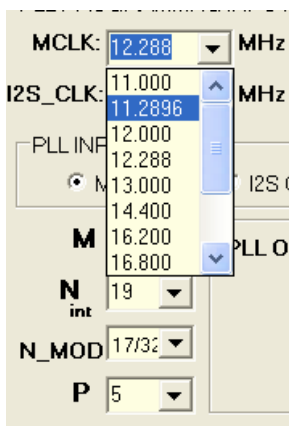 MCLK: 12.288 MHz
11.000
I2S_CLK: 11.2896 MHz
12.000
12.288
13.000
14.400
16.200
16.800
PLL INP
I2S
M
PLL O
N int 19
N_MOD 17/32
P 5